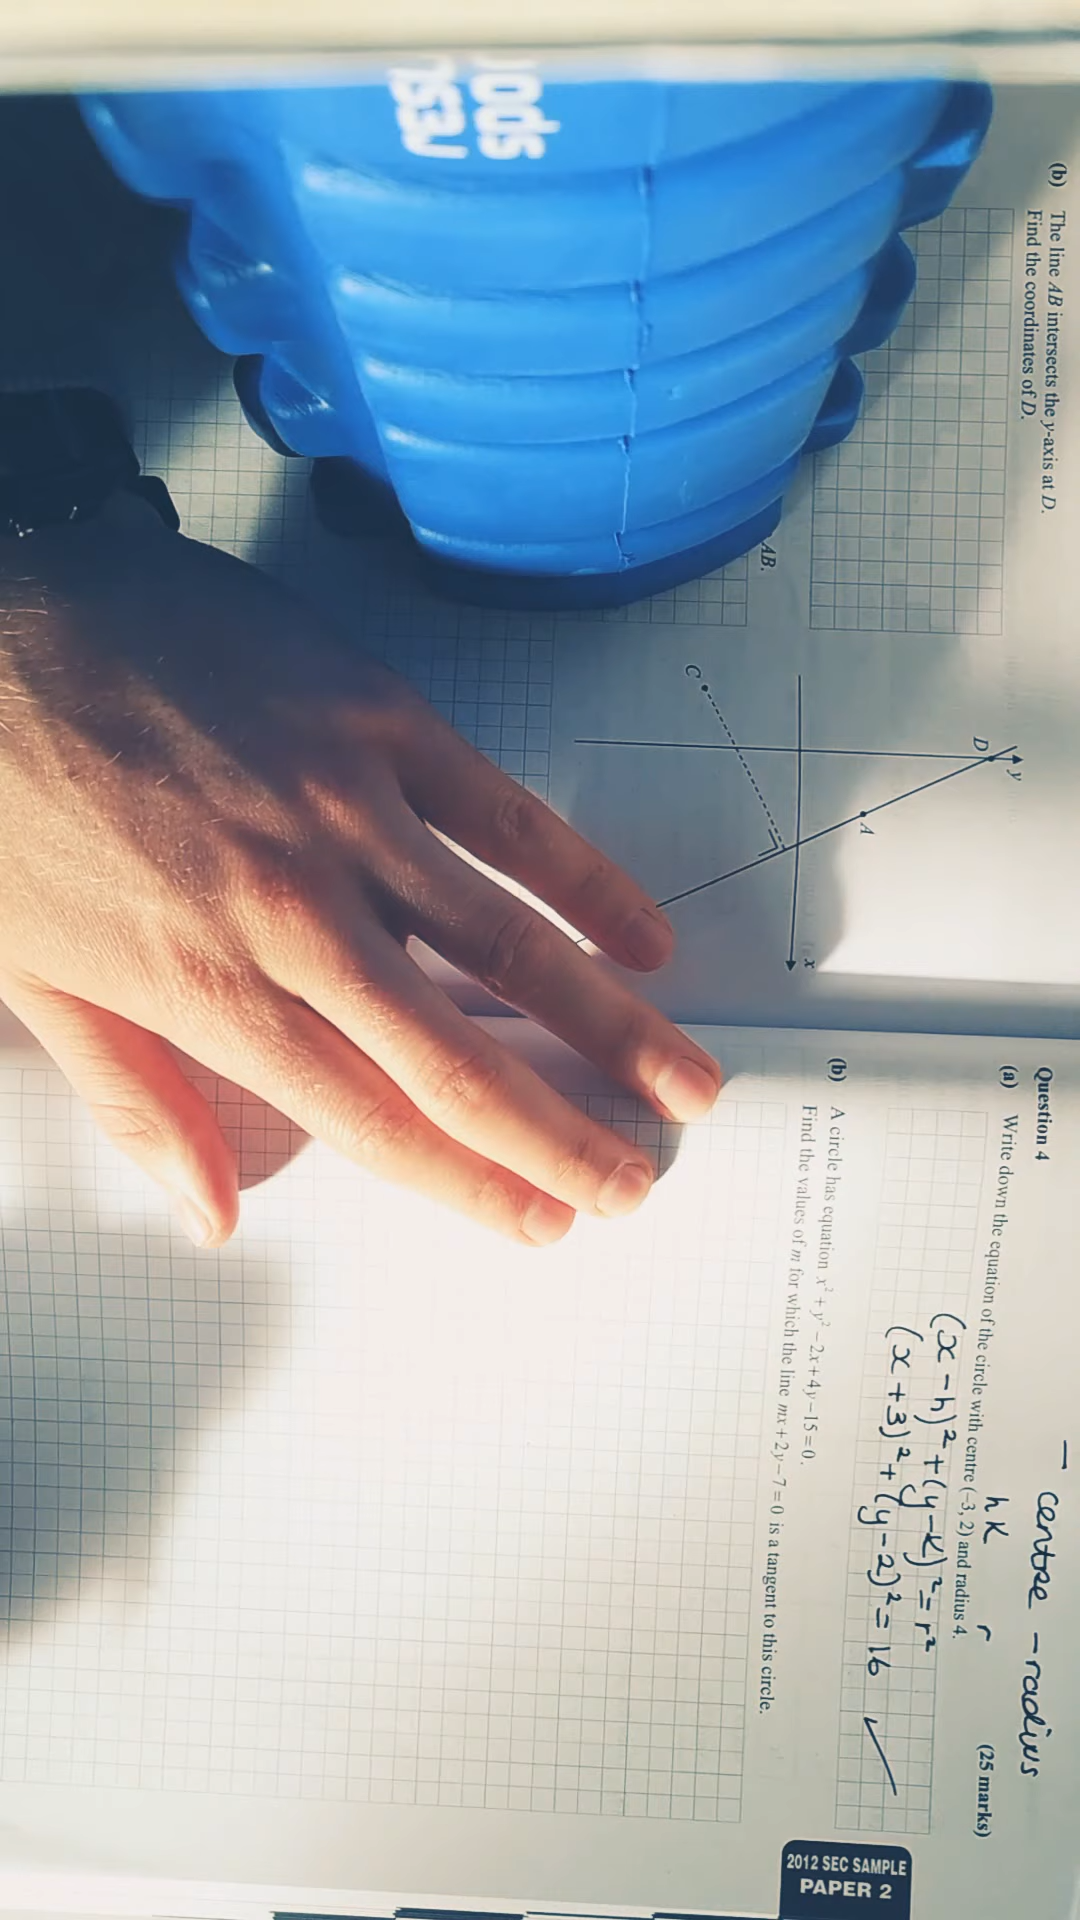 (b) The line AB intersects the y-axis at D.
Find the coordinates of D.
AB.
D
y
A
C
x
— centre - radius
Question 4
(25 marks)
h K r
(a) Write down the equation of the circle with centre (−3, 2) and radius 4.
(x - h)² + (y - k)² = r²
(x + 3)² + (y - 2)² = 16 ✓
(b) A circle has equation x² + y² − 2x + 4y − 15 = 0.
Find the values of m for which the line mx + 2y − 7 = 0 is a tangent to this circle.
2012 SEC SAMPLE
PAPER 2